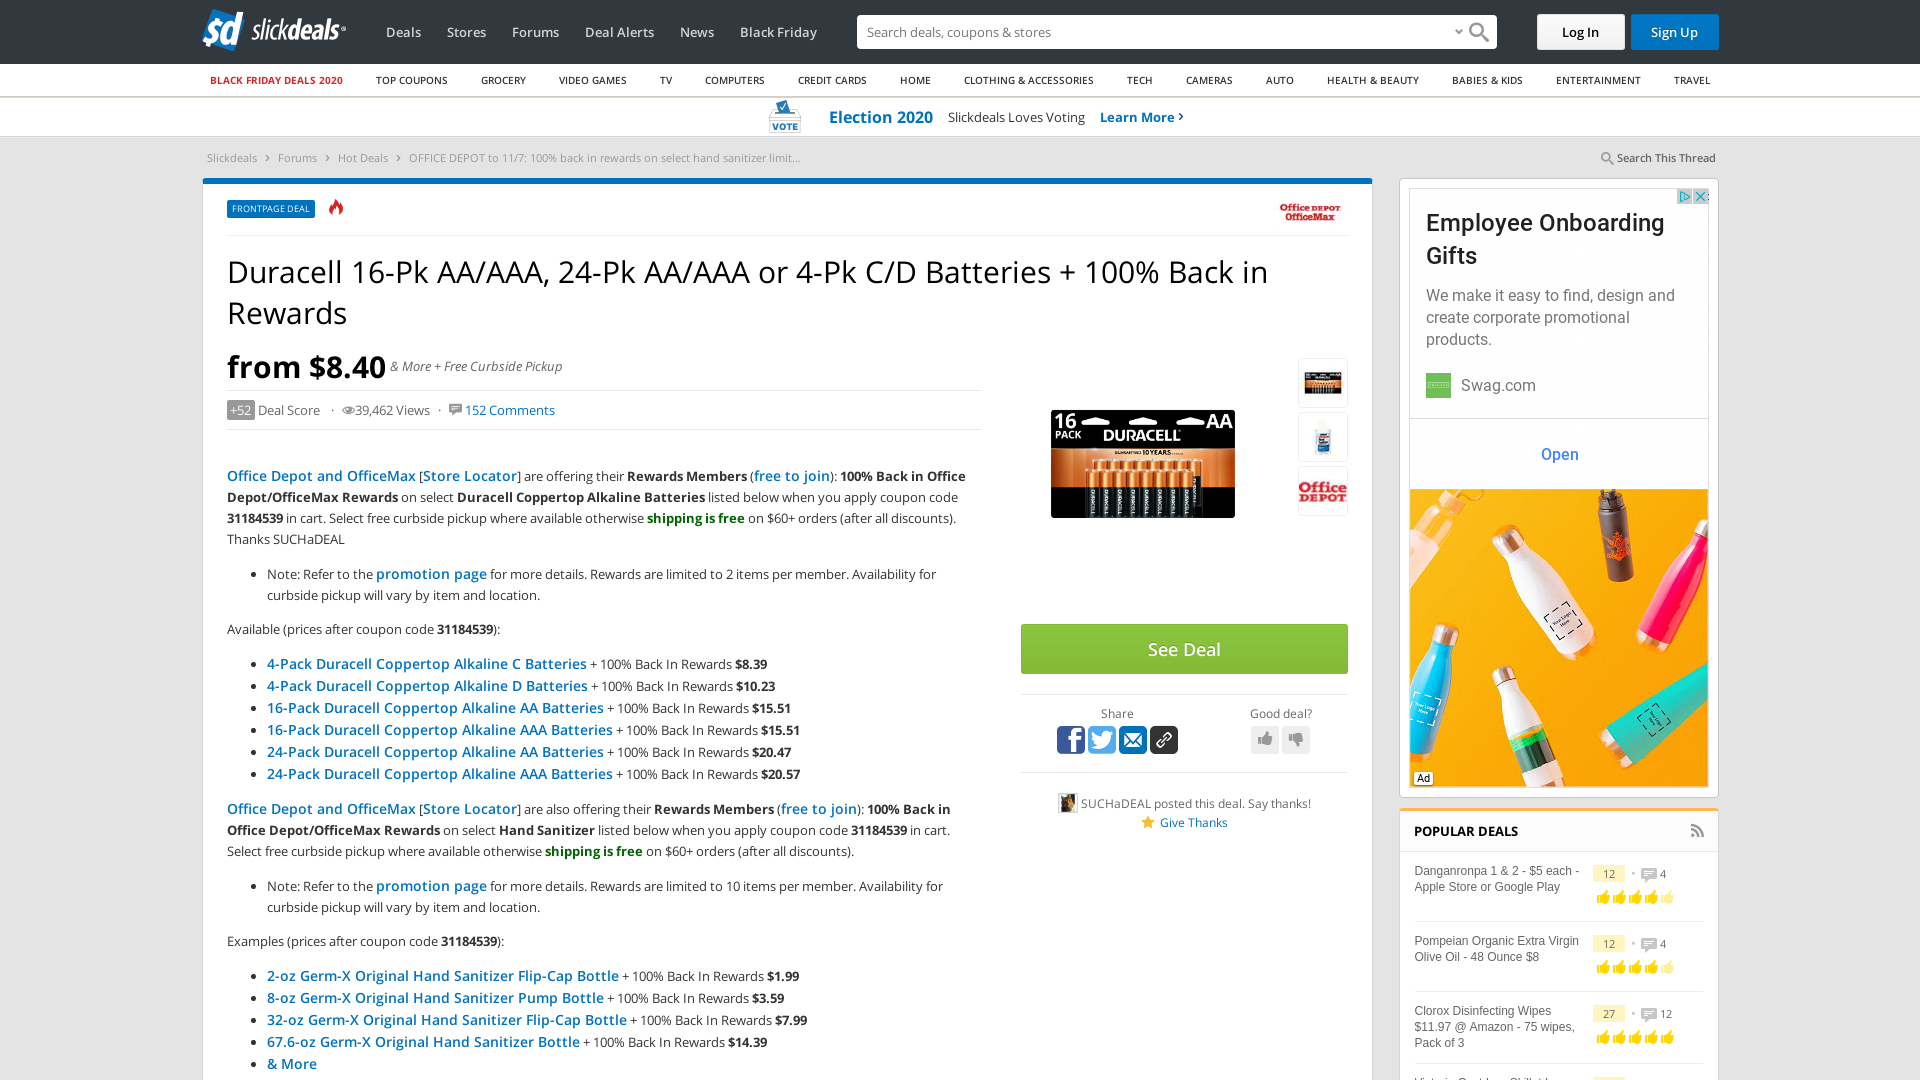 sd slickdeals
Deals
Stores
Forums
Deal Alerts
News
Black Friday
Search deals, coupons & stores
Log In
Sign Up
BLACK FRIDAY DEALS 2020
TOP COUPONS
GROCERY
VIDEO GAMES
TV
COMPUTERS
CREDIT CARDS
HOME
CLOTHING & ACCESSORIES
TECH
CAMERAS
AUTO
HEALTH & BEAUTY
BABIES & KIDS
ENTERTAINMENT
TRAVEL
VOTE
Election 2020 Slickdeals Loves Voting Learn More ›
Slickdeals › Forums › Hot Deals › OFFICE DEPOT to 11/7: 100% back in rewards on select hand sanitizer limit...
Search This Thread
FRONTPAGE DEAL
Office DEPOT
OfficeMax
Duracell 16-Pk AA/AAA, 24-Pk AA/AAA or 4-Pk C/D Batteries + 100% Back in
Rewards
from $8.40 & More + Free Curbside Pickup
+52 Deal Score · 39,462 Views · 152 Comments
Office Depot and OfficeMax [Store Locator] are offering their Rewards Members (free to join): 100% Back in Office
Depot/OfficeMax Rewards on select Duracell Coppertop Alkaline Batteries listed below when you apply coupon code
31184539 in cart. Select free curbside pickup where available otherwise shipping is free on $60+ orders (after all discounts).
Thanks SUCHaDEAL
• Note: Refer to the promotion page for more details. Rewards are limited to 2 items per member. Availability for
curbside pickup will vary by item and location.
Available (prices after coupon code 31184539):
• 4-Pack Duracell Coppertop Alkaline C Batteries + 100% Back In Rewards $8.39
• 4-Pack Duracell Coppertop Alkaline D Batteries + 100% Back In Rewards $10.23
• 16-Pack Duracell Coppertop Alkaline AA Batteries + 100% Back In Rewards $15.51
• 16-Pack Duracell Coppertop Alkaline AAA Batteries + 100% Back In Rewards $15.51
• 24-Pack Duracell Coppertop Alkaline AA Batteries + 100% Back In Rewards $20.47
• 24-Pack Duracell Coppertop Alkaline AAA Batteries + 100% Back In Rewards $20.57
Office Depot and OfficeMax [Store Locator] are also offering their Rewards Members (free to join): 100% Back in
Office Depot/OfficeMax Rewards on select Hand Sanitizer listed below when you apply coupon code 31184539 in cart.
Select free curbside pickup where available otherwise shipping is free on $60+ orders (after all discounts).
• Note: Refer to the promotion page for more details. Rewards are limited to 10 items per member. Availability for
curbside pickup will vary by item and location.
Examples (prices after coupon code 31184539):
• 2-oz Germ-X Original Hand Sanitizer Flip-Cap Bottle + 100% Back In Rewards $1.99
• 8-oz Germ-X Original Hand Sanitizer Pump Bottle + 100% Back In Rewards $3.59
• 32-oz Germ-X Original Hand Sanitizer Flip-Cap Bottle + 100% Back In Rewards $7.99
• 67.6-oz Germ-X Original Hand Sanitizer Bottle + 100% Back In Rewards $14.39
• & More
16 AA
PACK DURACELL
GUARANTEED 10 YEARS
Office
DEPOT
See Deal
Share
Good deal?
SUCHaDEAL posted this deal. Say thanks!
Give Thanks
Employee Onboarding
Gifts
We make it easy to find, design and
create corporate promotional
products.
Swag.com
Open
Your Logo
Here
Ad
POPULAR DEALS
Danganronpa 1 & 2 - $5 each -
Apple Store or Google Play
12 • 4
Pompeian Organic Extra Virgin
Olive Oil - 48 Ounce $8
12 • 4
Clorox Disinfecting Wipes
$11.97 @ Amazon - 75 wipes,
Pack of 3
27 • 12